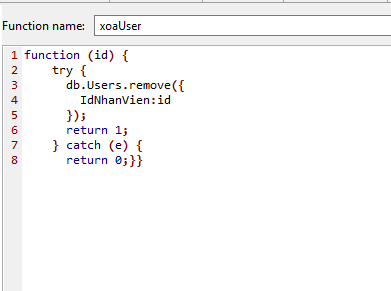 Function name: xoaUser
1 function (id) {
2     try {
3       db.Users.remove({
4         IdNhanVien:id
5       });
6       return 1;
7     } catch (e) {
8       return 0;}}